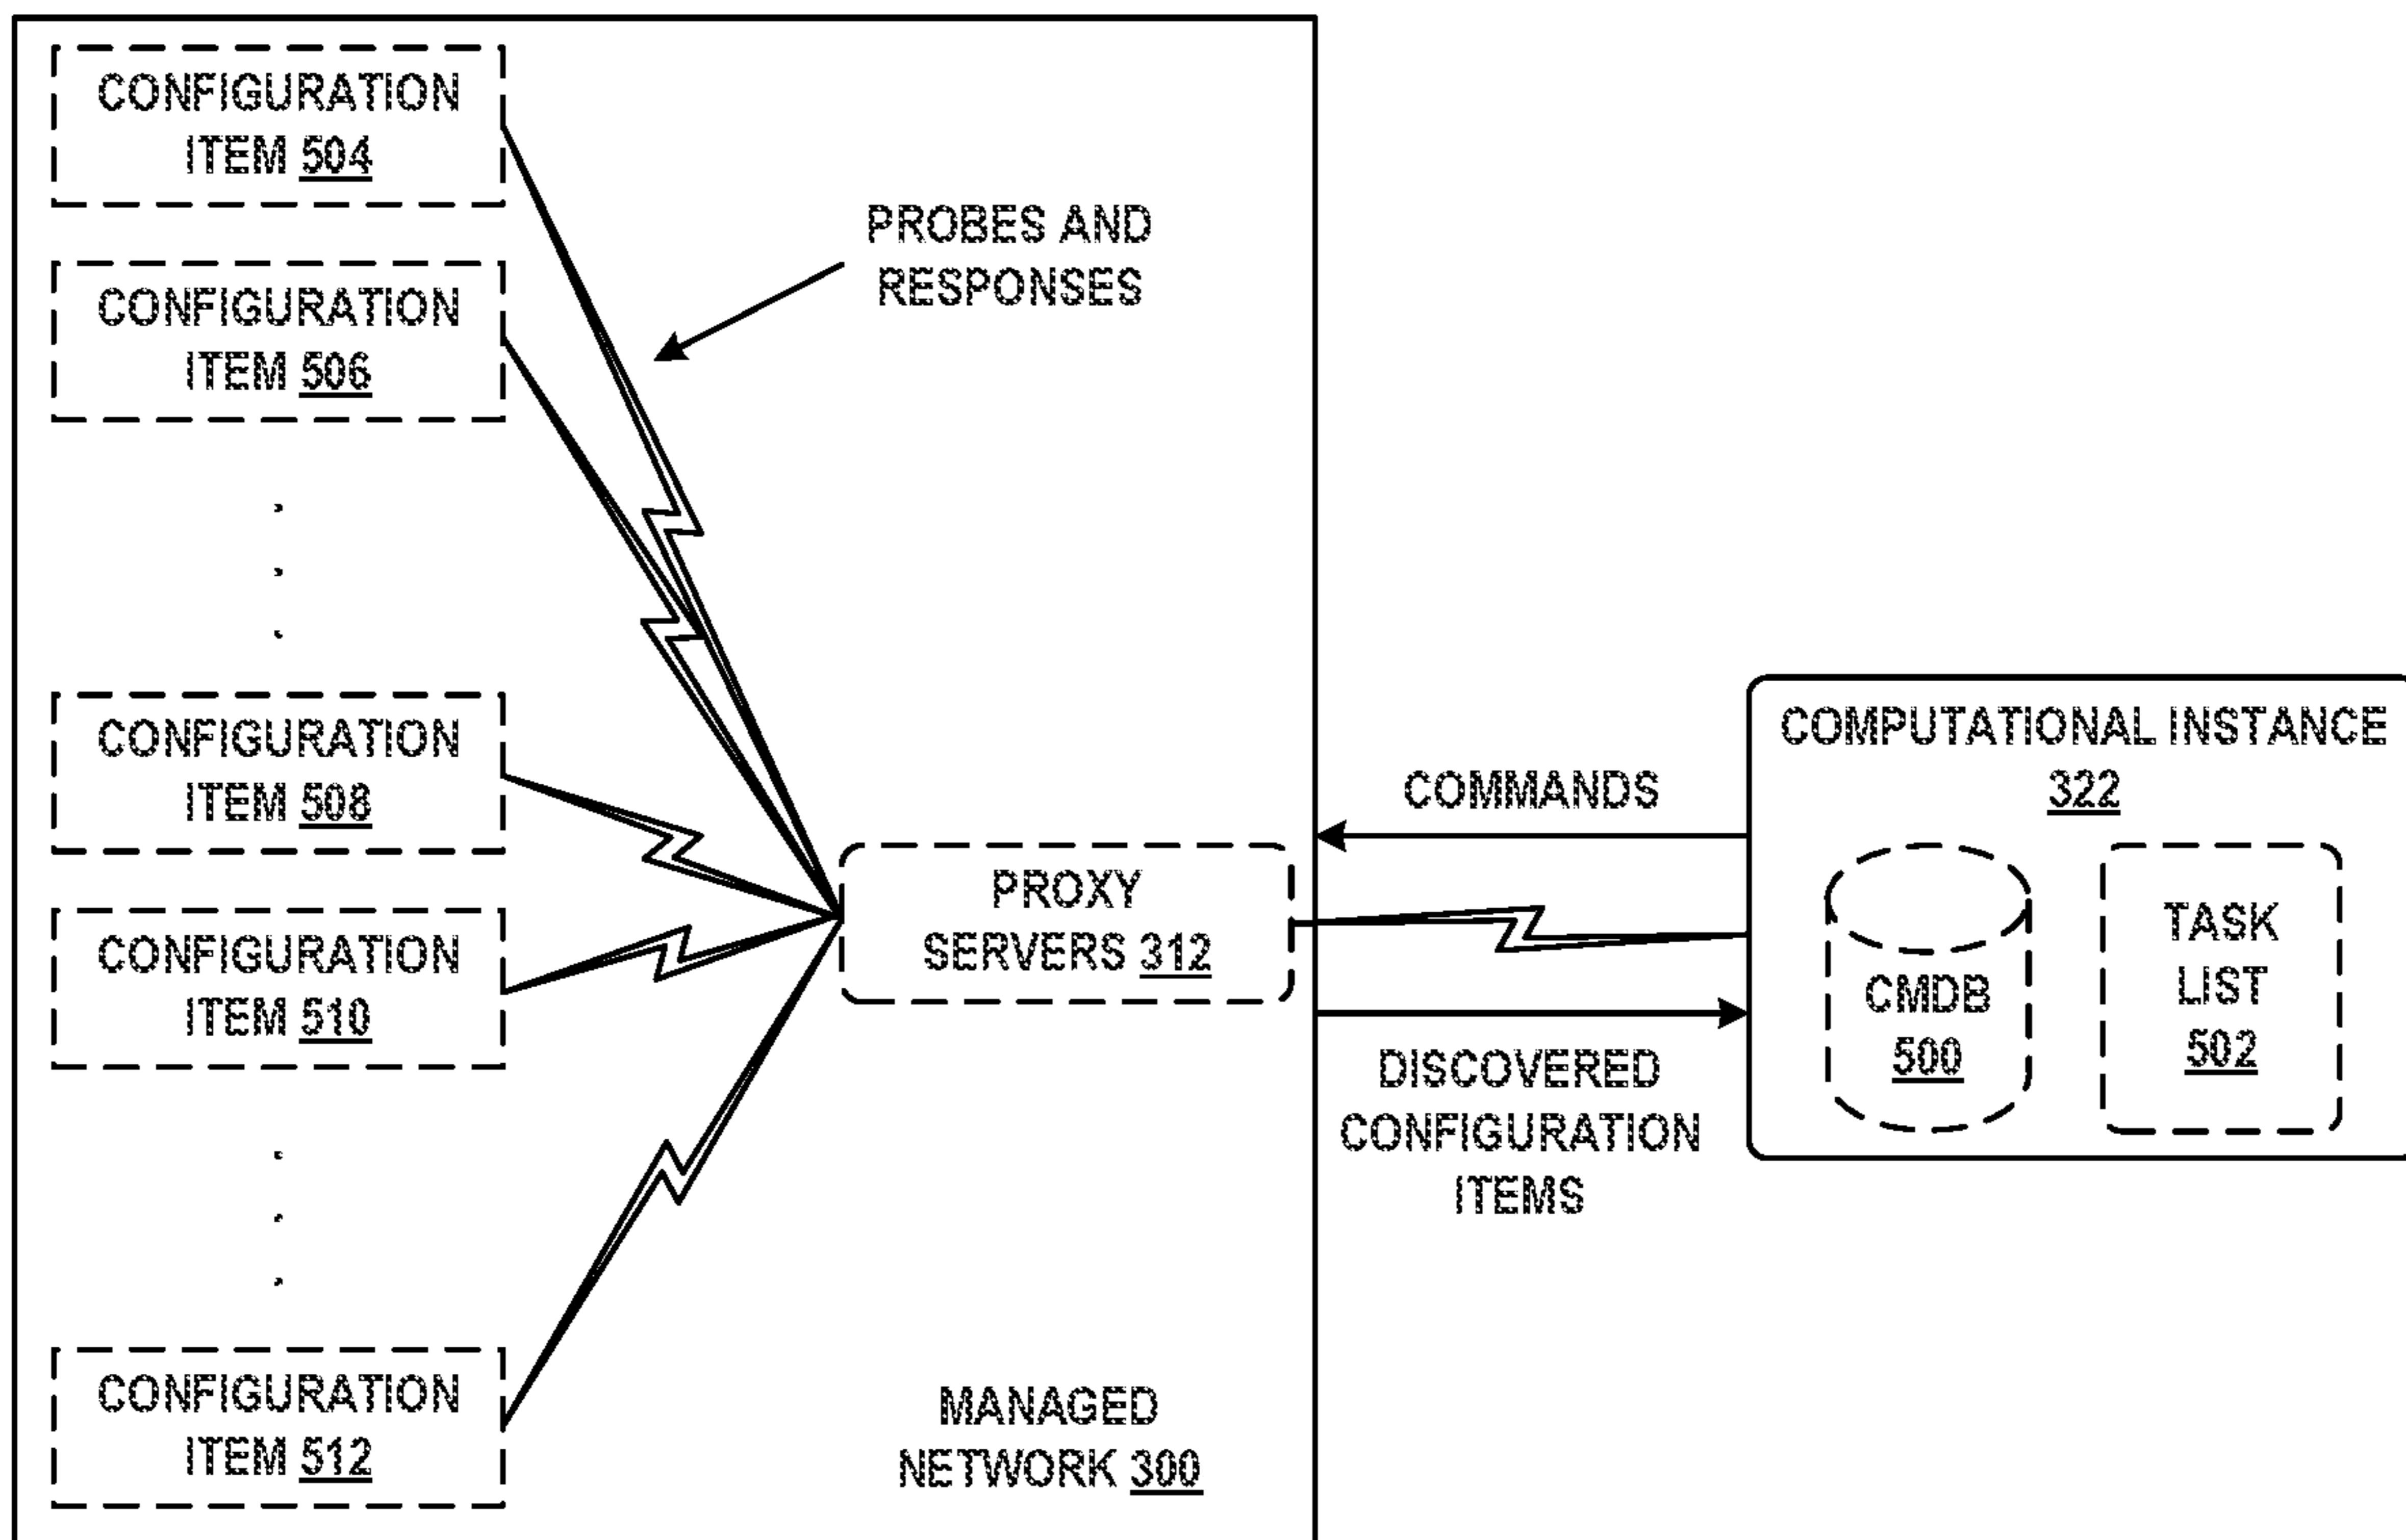 CONFIGURATION
ITEM 504
CONFIGURATION
ITEM 506
CONFIGURATION
ITEM 508
CONFIGURATION
ITEM 510
CONFIGURATION
ITEM 512
PROBES AND
RESPONSES
PROXY
SERVERS 312
MANAGED
NETWORK 300
COMMANDS
DISCOVERED
CONFIGURATION
ITEMS
COMPUTATIONAL INSTANCE
322
CMDB
500
TASK
LIST
502